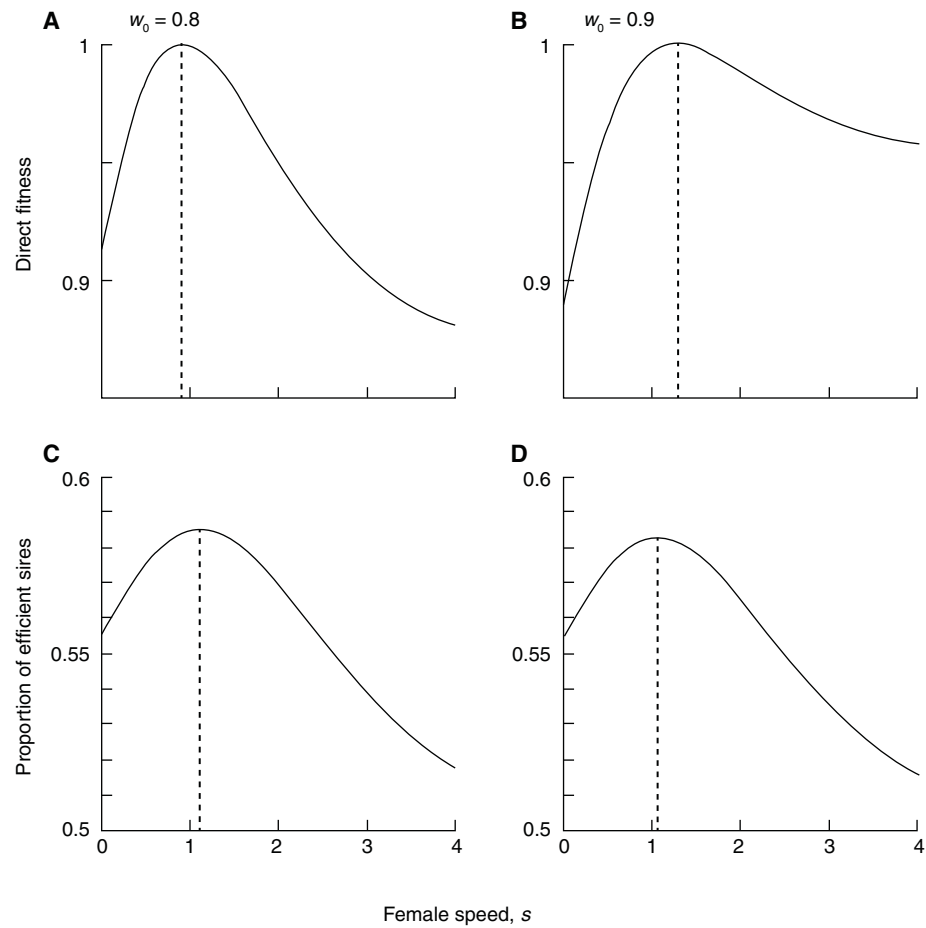 A
w0 = 0.8
1
0.9
Direct fitness
B
w0 = 0.9
1
0.9
C
0.6
0.55
0.5
0 1 2 3 4
Proportion of efficient sires
D
0.6
0.55
0.5
0 1 2 3 4
Female speed, s